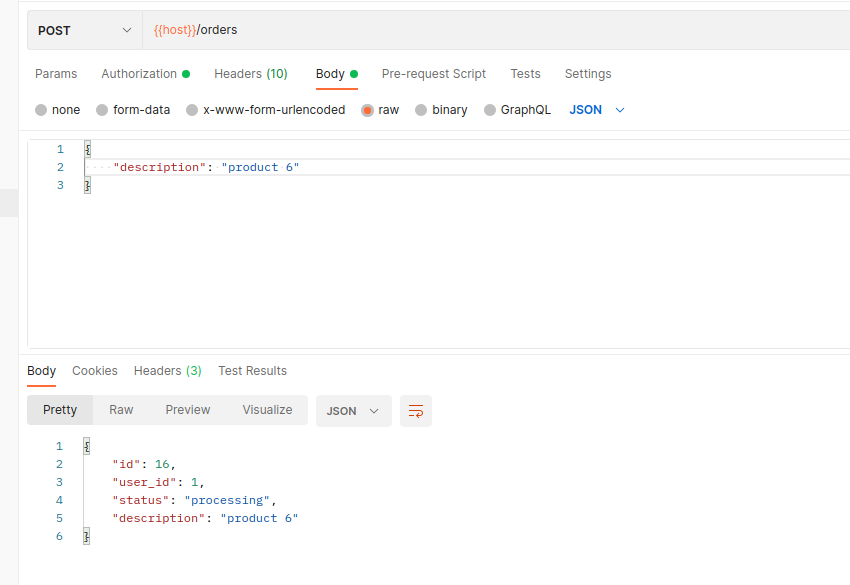 POST {{host}}/orders
Params Authorization Headers (10) Body Pre-request Script Tests Settings
none form-data x-www-form-urlencoded raw binary GraphQL JSON
1 {
2 ····"description":·"product·6"
3 }
Body Cookies Headers (3) Test Results
Pretty Raw Preview Visualize JSON
1 {
2 "id": 16,
3 "user_id": 1,
4 "status": "processing",
5 "description": "product 6"
6 }